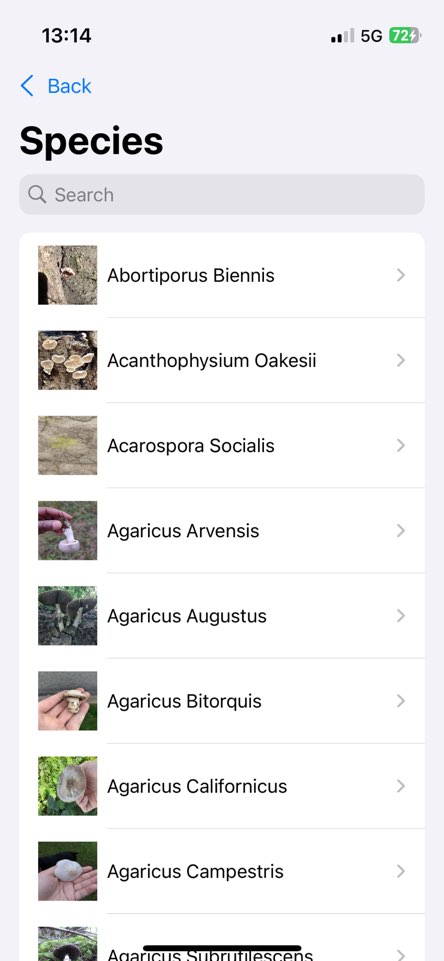 13:14
5G
72
Back
Species
Search
Abortiporus Biennis
Acanthophysium Oakesii
Acarospora Socialis
Agaricus Arvensis
Agaricus Augustus
Agaricus Bitorquis
Agaricus Californicus
Agaricus Campestris
Agaricus Subrutilescens